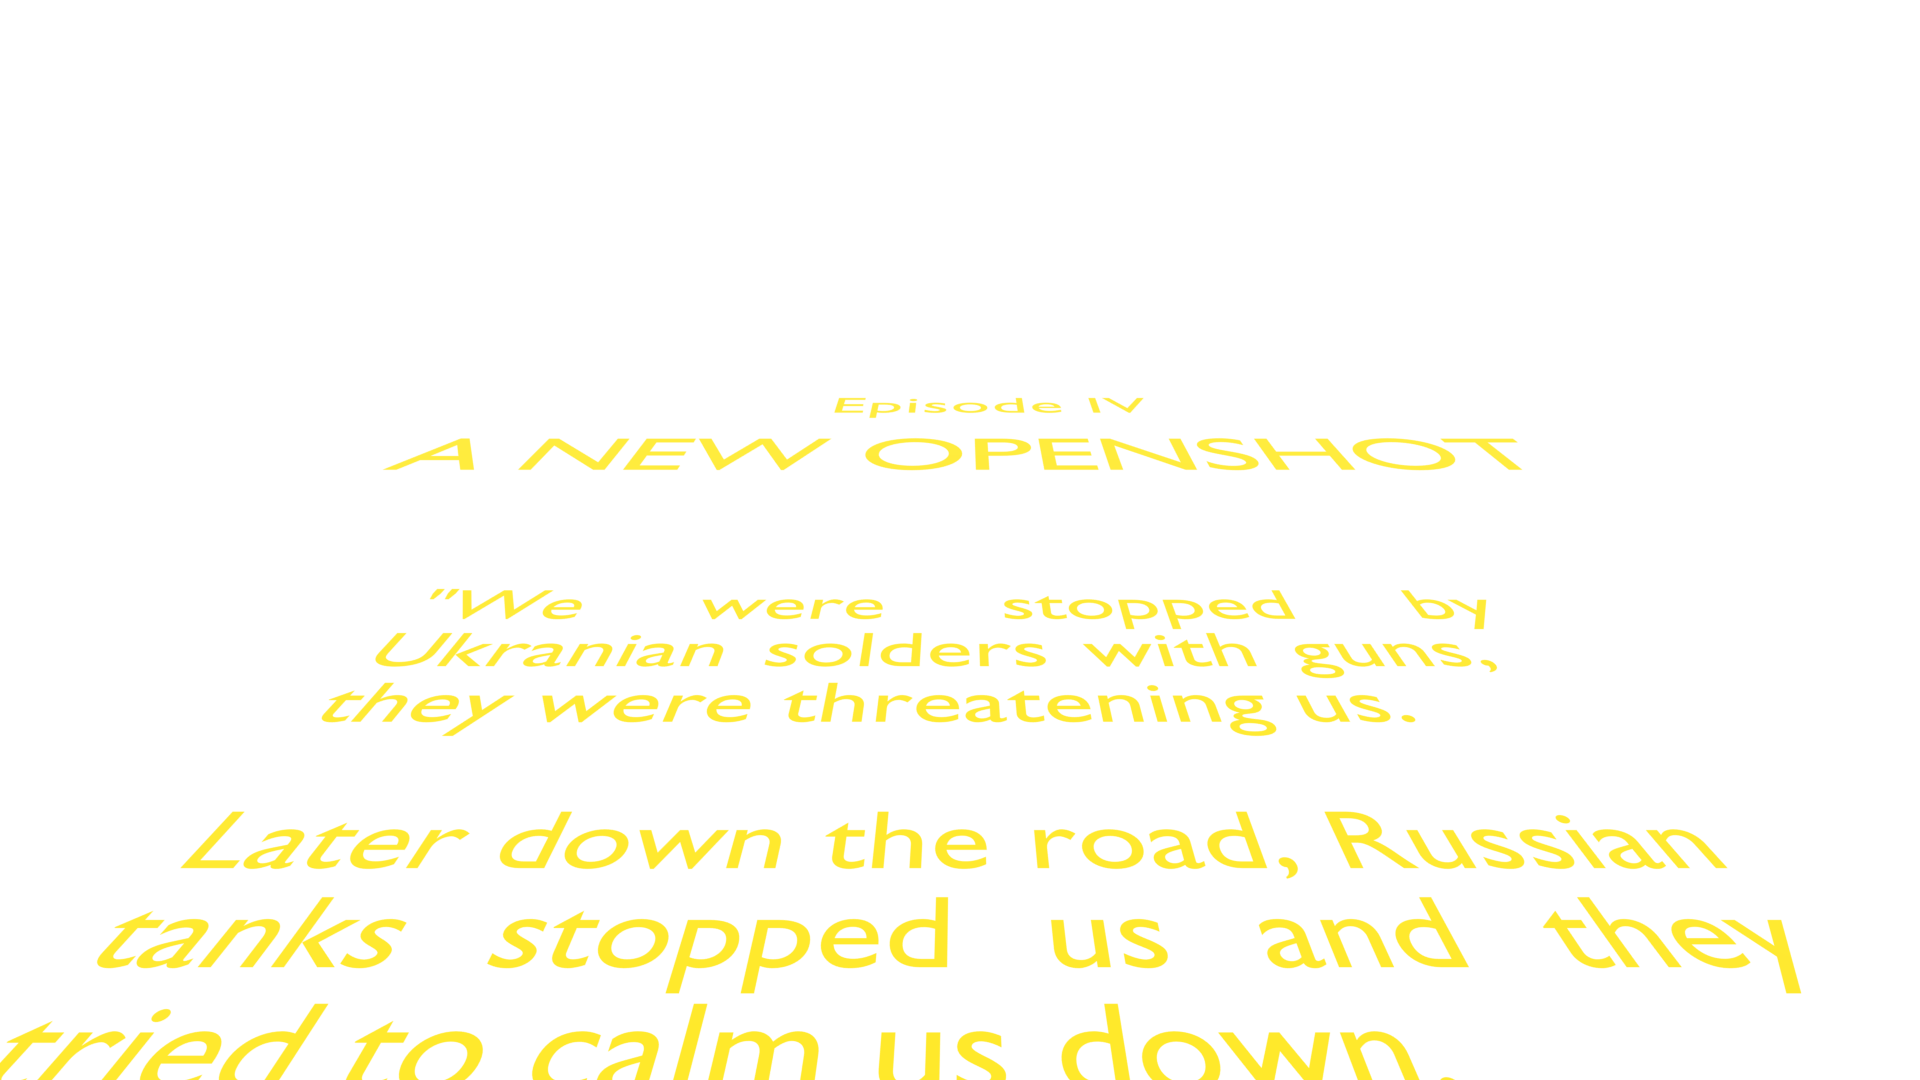 Episode IV
A NEW OPENSHOT
"We were stopped by
Ukranian solders with guns,
they were threatening us.
Later down the road, Russian
tanks stopped us and they
tried to calm us down.